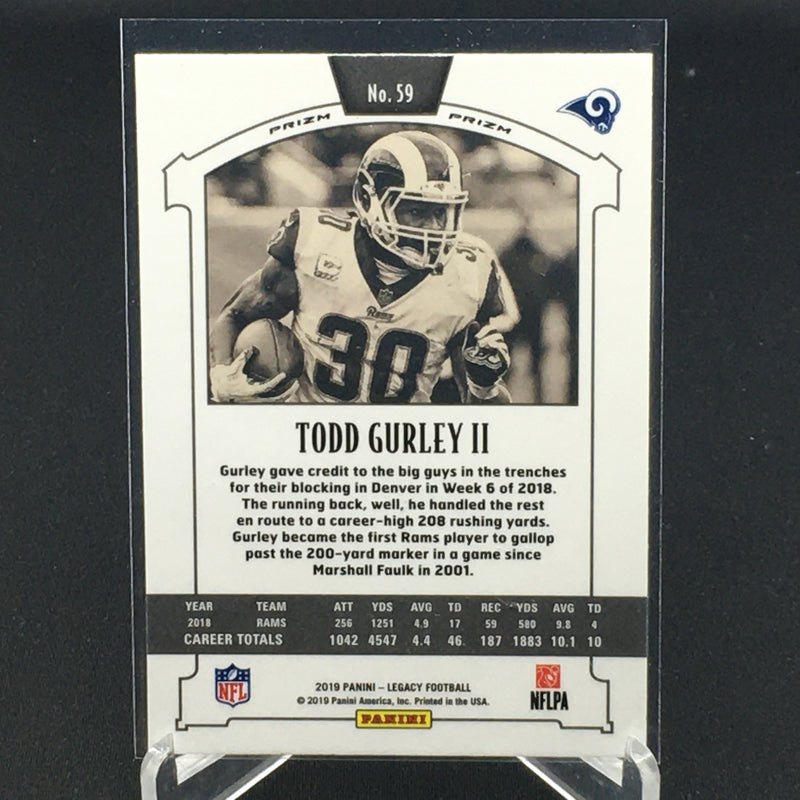 No. 59
PRIZM PRIZM
30
30
Rams
30
TODD GURLEY II
Gurley gave credit to the big guys in the trenches
for their blocking in Denver in Week 6 of 2018.
The running back, well, he handled the rest
en route to a career-high 208 rushing yards.
Gurley became the first Rams player to gallop
past the 200-yard marker in a game since
Marshall Faulk in 2001.
YEAR TEAM ATT YDS AVG TD REC YDS AVG TD
2018 RAMS 256 1251 4.9 17 59 580 9.8 4
CAREER TOTALS 1042 4547 4.4 46 187 1883 10.1 10
NFL
2019 PANINI – LEGACY FOOTBALL
© 2019 Panini America, Inc. Printed in the USA.
PANINI
NFLPA